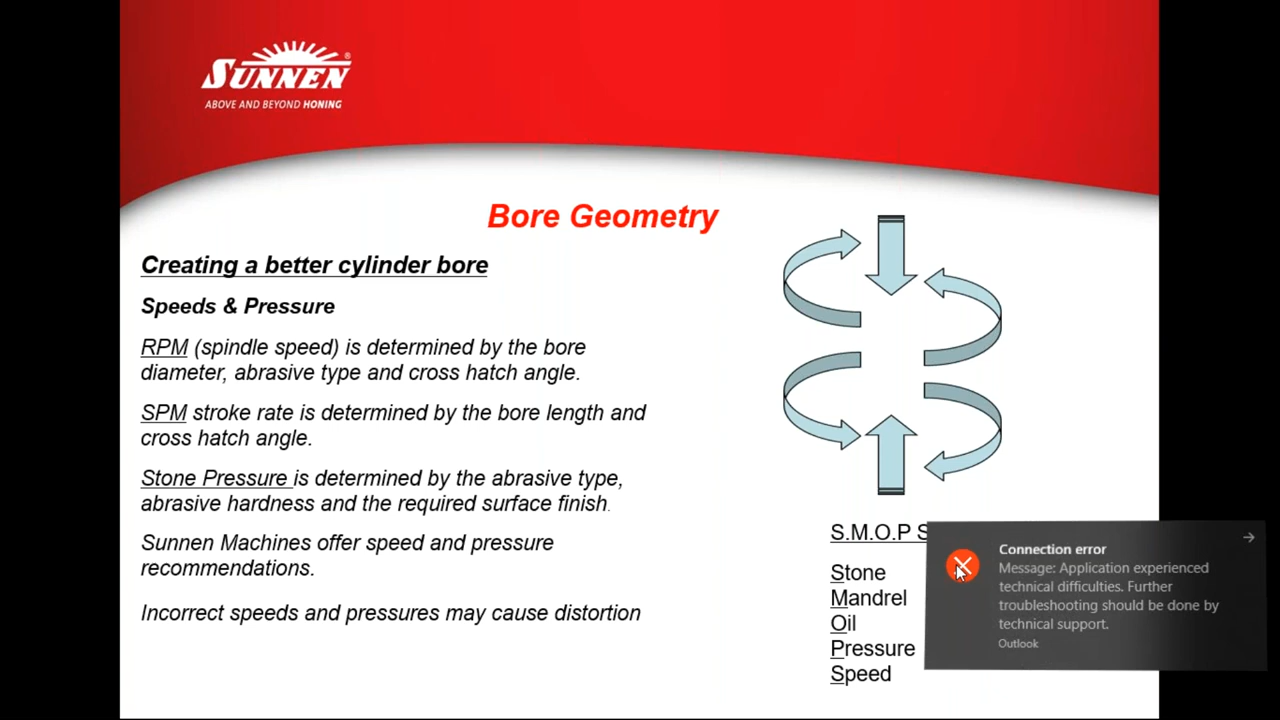 SUNNEN®
ABOVE AND BEYOND HONING
Bore Geometry
Creating a better cylinder bore
Speeds & Pressure
RPM (spindle speed) is determined by the bore
diameter, abrasive type and cross hatch angle.
SPM stroke rate is determined by the bore length and
cross hatch angle.
Stone Pressure is determined by the abrasive type,
abrasive hardness and the required surface finish.
Sunnen Machines offer speed and pressure
recommendations.
Incorrect speeds and pressures may cause distortion
S.M.O.P S
Stone
Mandrel
Oil
Pressure
Speed
Connection error
Message: Application experienced
technical difficulties. Further
troubleshooting should be done by
technical support.
Outlook